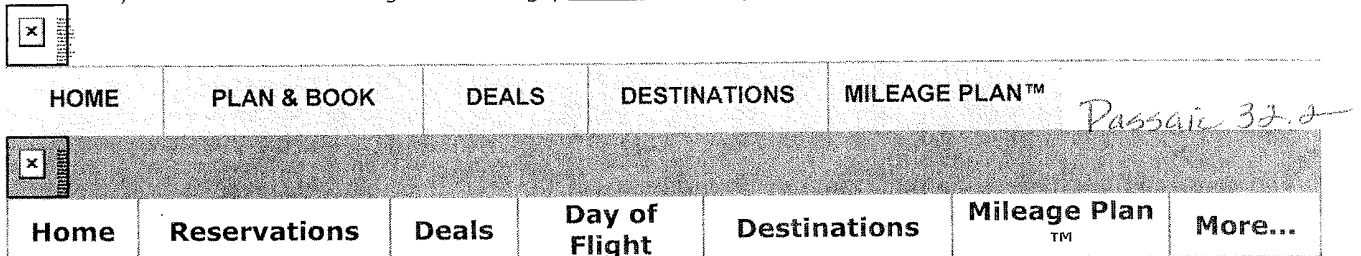 HOME PLAN & BOOK DEALS DESTINATIONS MILEAGE PLAN™
Passaic 32.2
Home Reservations Deals Day of Flight Destinations Mileage Plan ™ More...